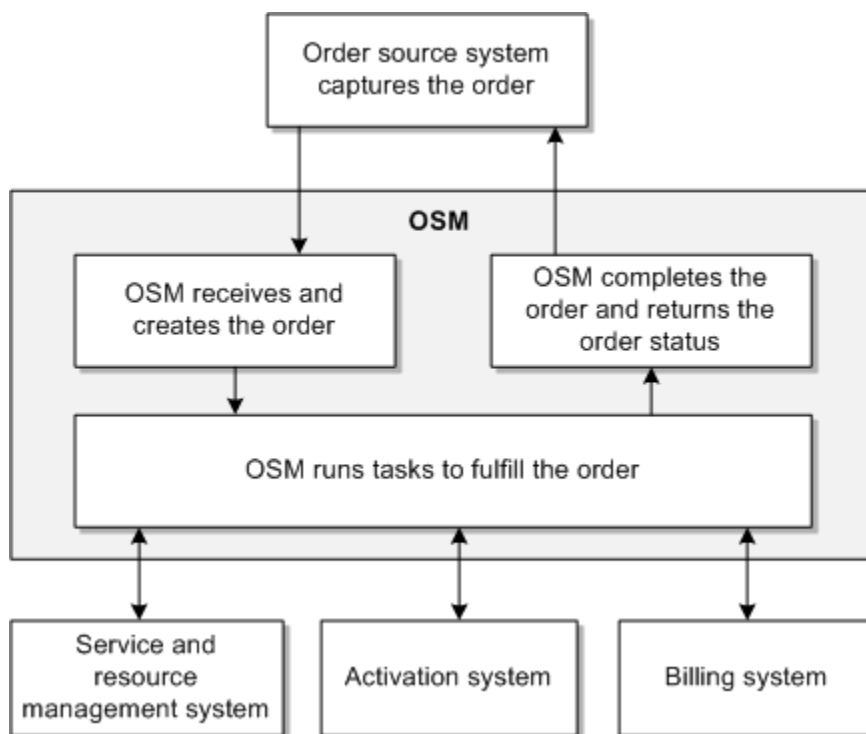 Order source system
captures the order
OSM
OSM receives and
creates the order
OSM completes the
order and returns the
order status
OSM runs tasks to fulfill the order
Service and
resource
management system
Activation system
Billing system